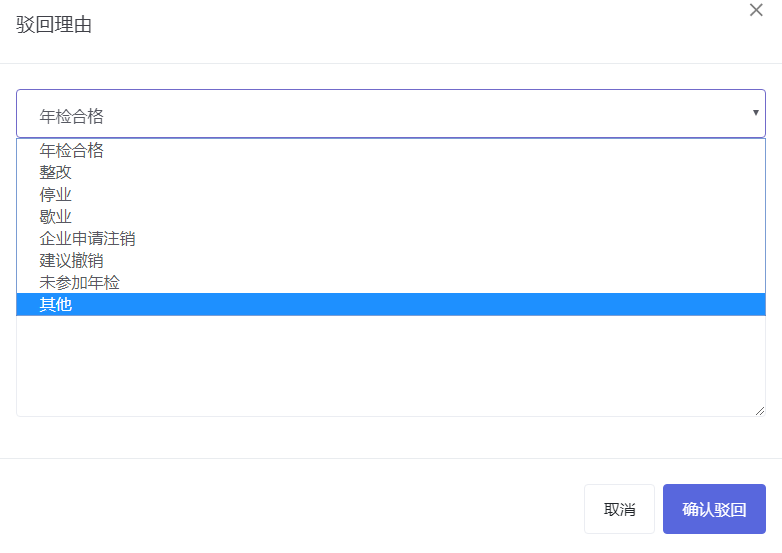 驳回理由
年检合格
年检合格
整改
停业
歇业
企业申请注销
建议撤销
未参加年检
其他
取消
确认驳回